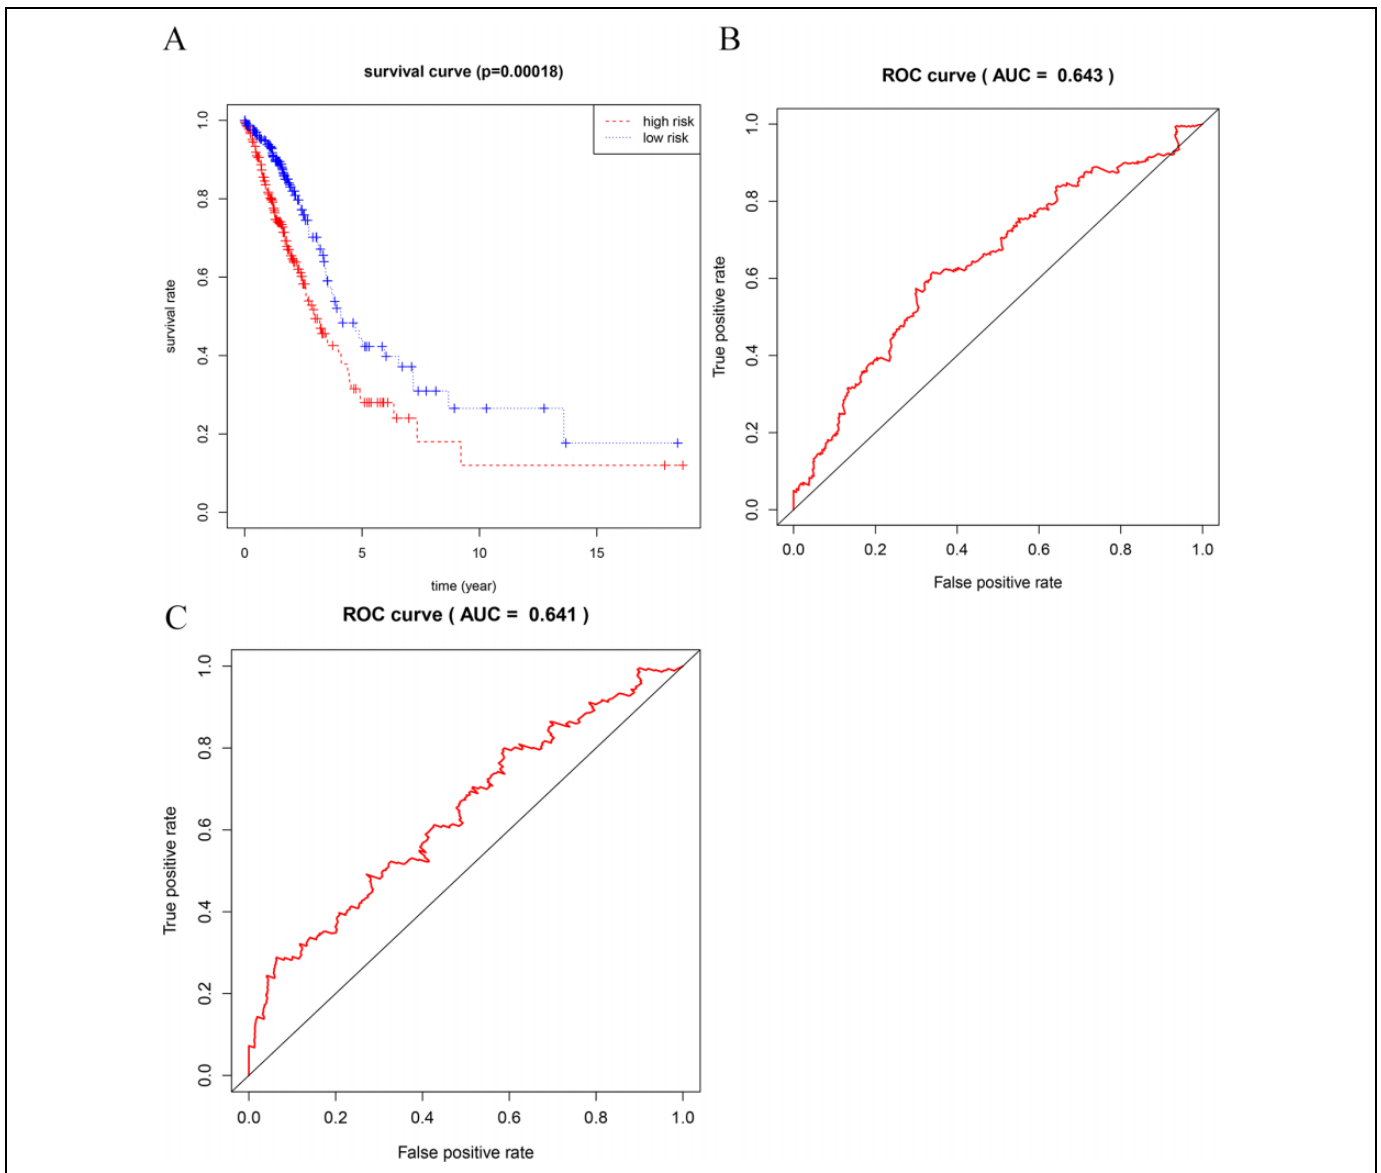 A
survival curve (p=0.00018)
high risk
low risk
survival rate
0.0
0.2
0.4
0.6
0.8
1.0
0
5
10
15
time (year)
B
ROC curve ( AUC = 0.643 )
True positive rate
0.0
0.2
0.4
0.6
0.8
1.0
0.0
0.2
0.4
0.6
0.8
1.0
False positive rate
C
ROC curve ( AUC = 0.641 )
True positive rate
0.0
0.2
0.4
0.6
0.8
1.0
0.0
0.2
0.4
0.6
0.8
1.0
False positive rate